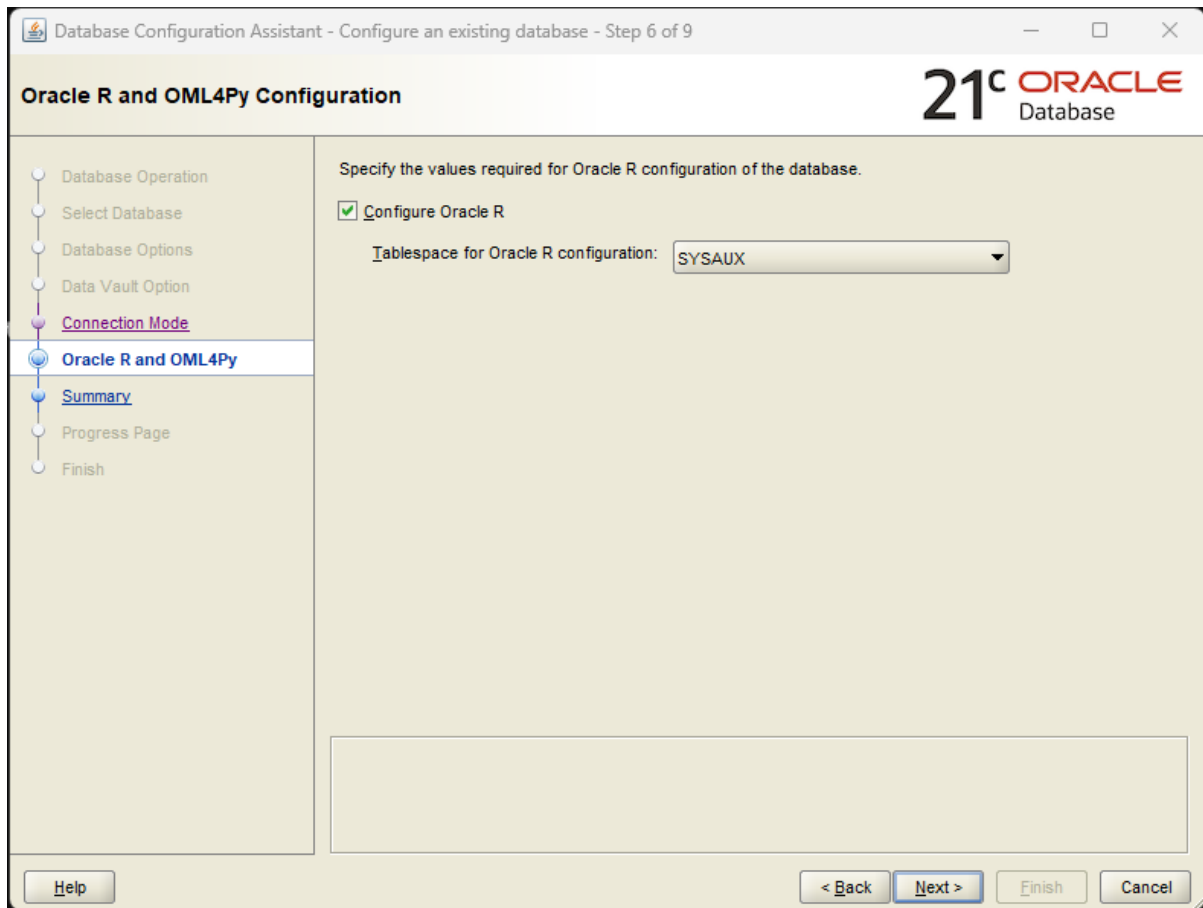 Database Configuration Assistant - Configure an existing database - Step 6 of 9
Oracle R and OML4Py Configuration
21c ORACLE
Database
Database Operation
Select Database
Database Options
Data Vault Option
Connection Mode
Oracle R and OML4Py
Summary
Progress Page
Finish
Specify the values required for Oracle R configuration of the database.
Configure Oracle R
Tablespace for Oracle R configuration: SYSAUX
Help
< Back
Next >
Finish
Cancel